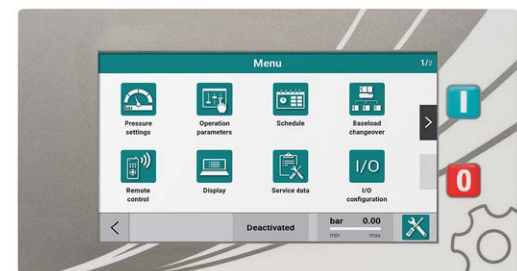 Menu
1/2
bar
Pressure
settings
Operation
parameters
Schedule
Baseload
changeover
Remote
control
Display
Service data
I/O
I/O
configuration
Deactivated
bar 0.00
min max
I
0